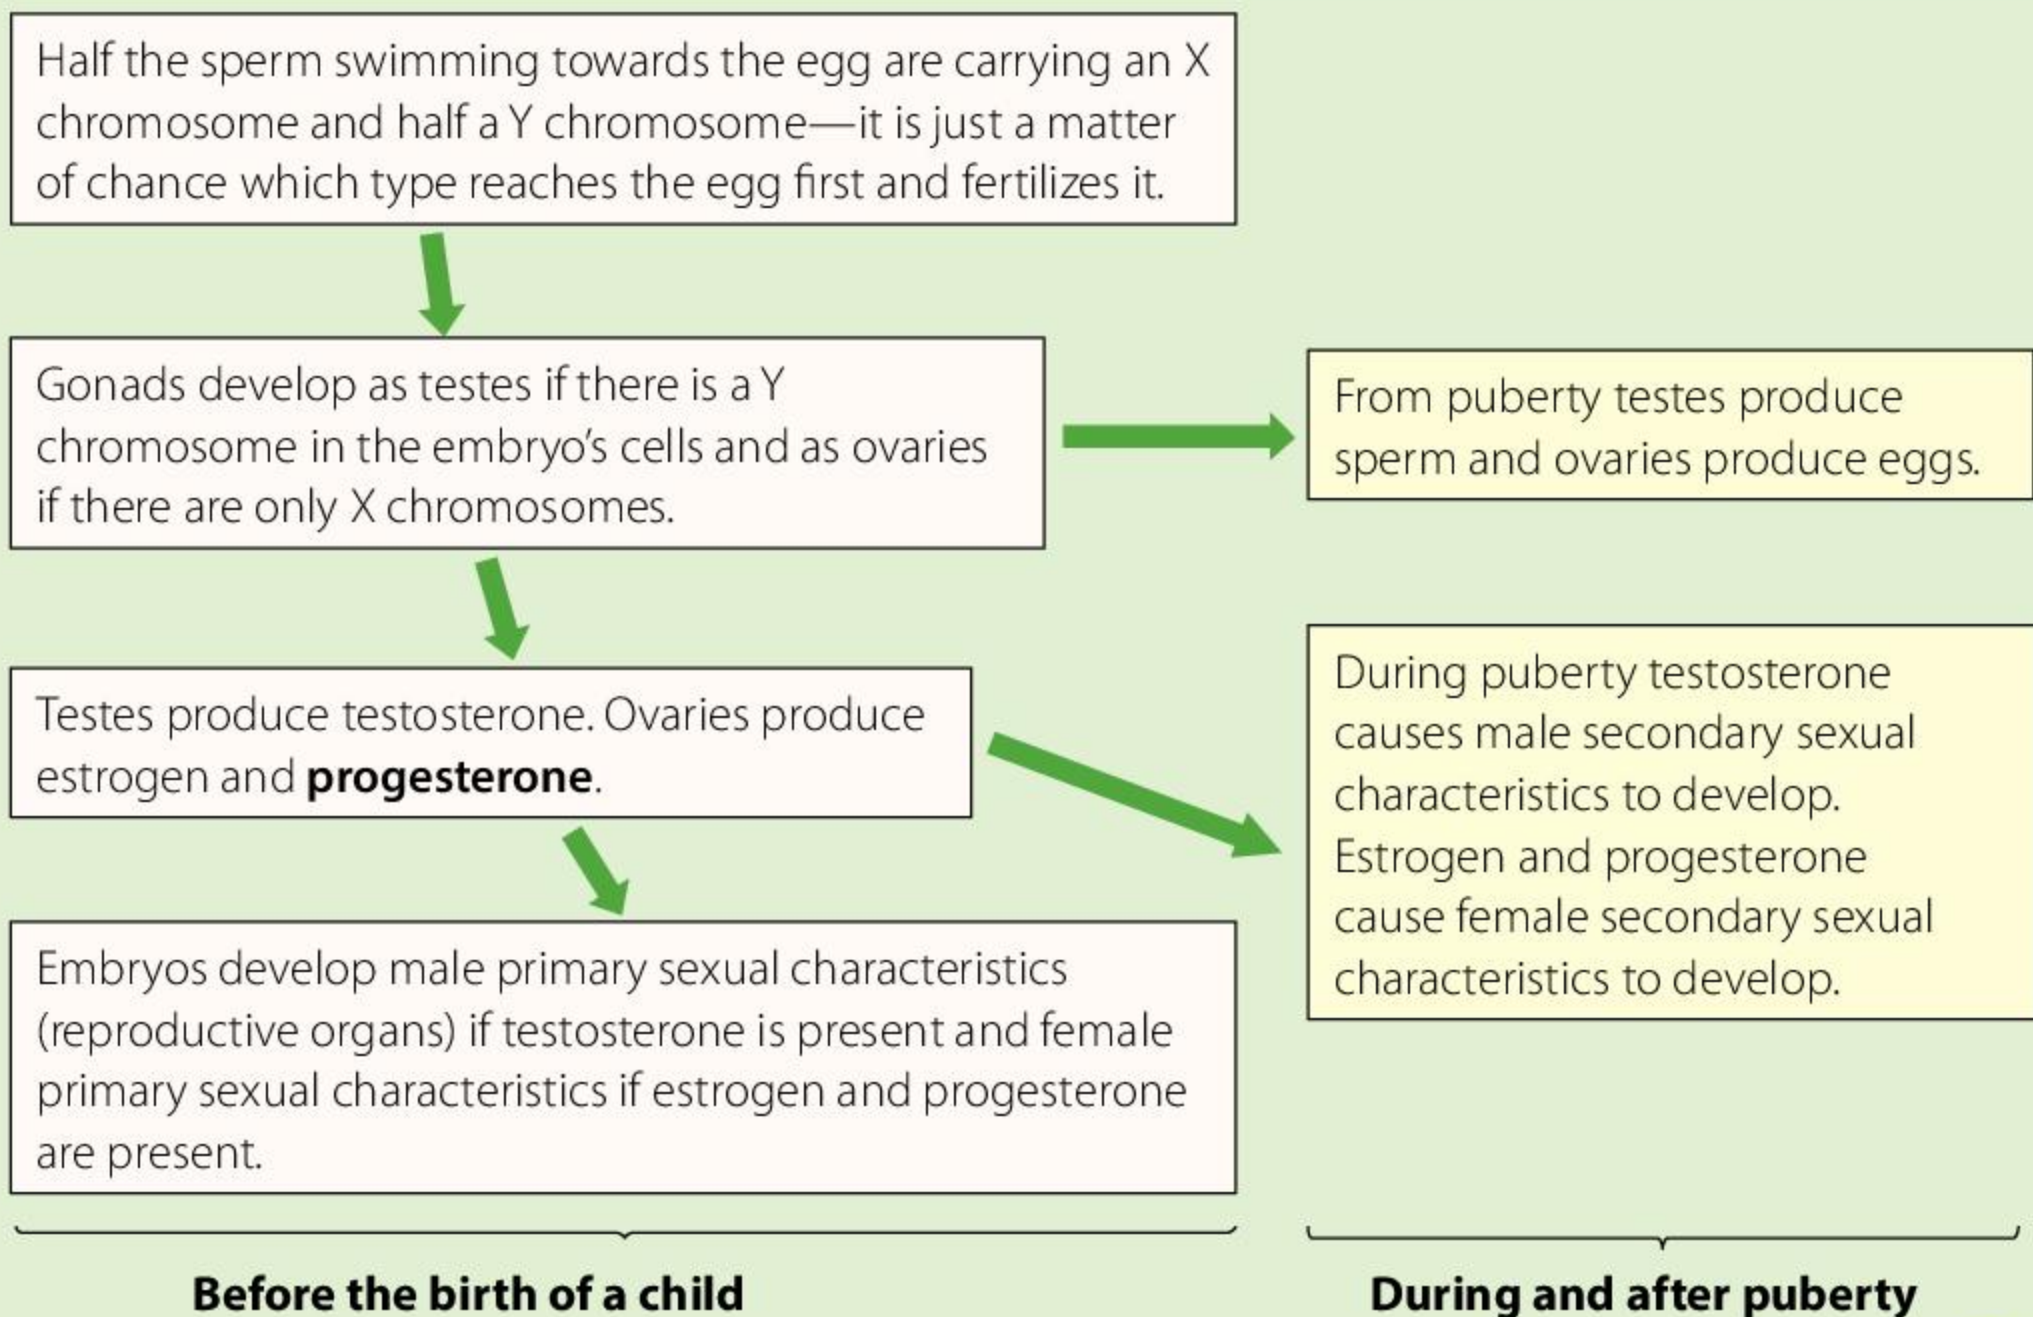 Half the sperm swimming towards the egg are carrying an X
chromosome and half a Y chromosome—it is just a matter
of chance which type reaches the egg first and fertilizes it.
Gonads develop as testes if there is a Y
chromosome in the embryo’s cells and as ovaries
if there are only X chromosomes.
From puberty testes produce
sperm and ovaries produce eggs.
Testes produce testosterone. Ovaries produce
estrogen and progesterone.
During puberty testosterone
causes male secondary sexual
characteristics to develop.
Estrogen and progesterone
cause female secondary sexual
characteristics to develop.
Embryos develop male primary sexual characteristics
(reproductive organs) if testosterone is present and female
primary sexual characteristics if estrogen and progesterone
are present.
Before the birth of a child
During and after puberty